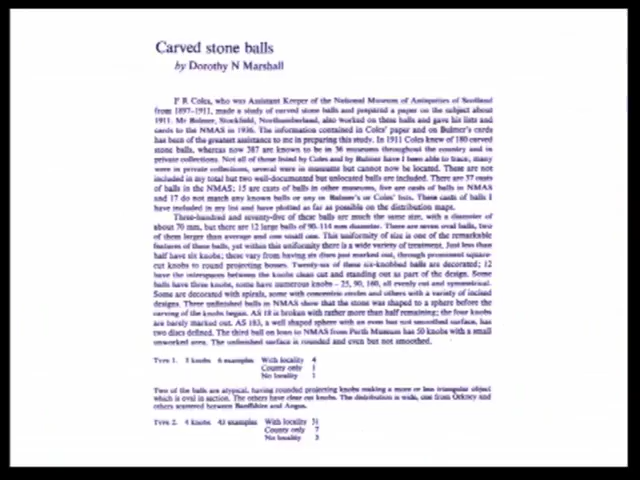 Carved stone balls
by Dorothy N Marshall
F R Coles, who was Assistant Keeper of the National Museum of Antiquities of Scotland
from 1897-1911, made a study of carved stone balls and prepared a paper on the subject about
1911. Mr Balmer, Stocksfield, Northumberland, also worked on these balls and gave his lists and
cards to the NMAS in 1936. The information contained in Coles' paper and on Bulmer's cards
has been of the greatest assistance to me in preparing this study. In 1911 Coles knew of 180 carved
stone balls, whereas now 387 are known to be in 36 museums throughout the country and in
private collections. Not all of those listed by Coles and by Bulmer have I been able to trace, many
were in private collections, several were in museums but cannot now be located. These are not
included in my total but two well-documented but unlocated balls are included. There are 37 casts
of balls in the NMAS; 15 are casts of balls in other museums, five are casts of balls in NMAS
and 17 do not match any known balls or any in Bulmer's or Coles' lists. These casts of balls I
have included in my list and have plotted as far as possible on the distribution maps.
Three-hundred and seventy-five of these balls are much the same size, with a diameter of
about 70 mm, but there are 12 large balls of 90-114 mm diameter. There are seven oval balls, two
of them larger than average and one small one. This uniformity of size is one of the remarkable
features of these balls, yet within this uniformity there is a wide variety of treatment. Just less than
half have six knobs; these vary from having six discs just marked out, through prominent square-
cut knobs to round projecting bosses. Twenty-six of these six-knobbed balls are decorated; 12
have the interspaces between the knobs clean cut and standing out as part of the design. Some
balls have three knobs, some have numerous knobs - 25, 90, 160, all evenly cut and symmetrical.
Some are decorated with spirals, some with concentric circles and others with a variety of incised
designs. Three unfinished balls in NMAS show that the stone was shaped to a sphere before the
carving of the knobs began. AS 18 is broken with rather more than half remaining; the four knobs
are barely marked out. AS 183, a well shaped sphere with an even but not smoothed surface, has
two discs defined. The third ball on loan to NMAS from Perth Museum has 50 knobs with a small
unworked area. The unfinished surface is rounded and even but not smoothed.
TYPE 1. 3 knobs 6 examples With locality 4
County only 1
No locality 1
Two of the balls are atypical, having rounded projecting knobs making a more or less triangular object
which is oval in section. The others have clear cut knobs. The distribution is wide, one from Orkney and
others scattered between Banffshire and Angus.
TYPE 2. 4 knobs 43 examples With locality 31
County only 7
No locality 5